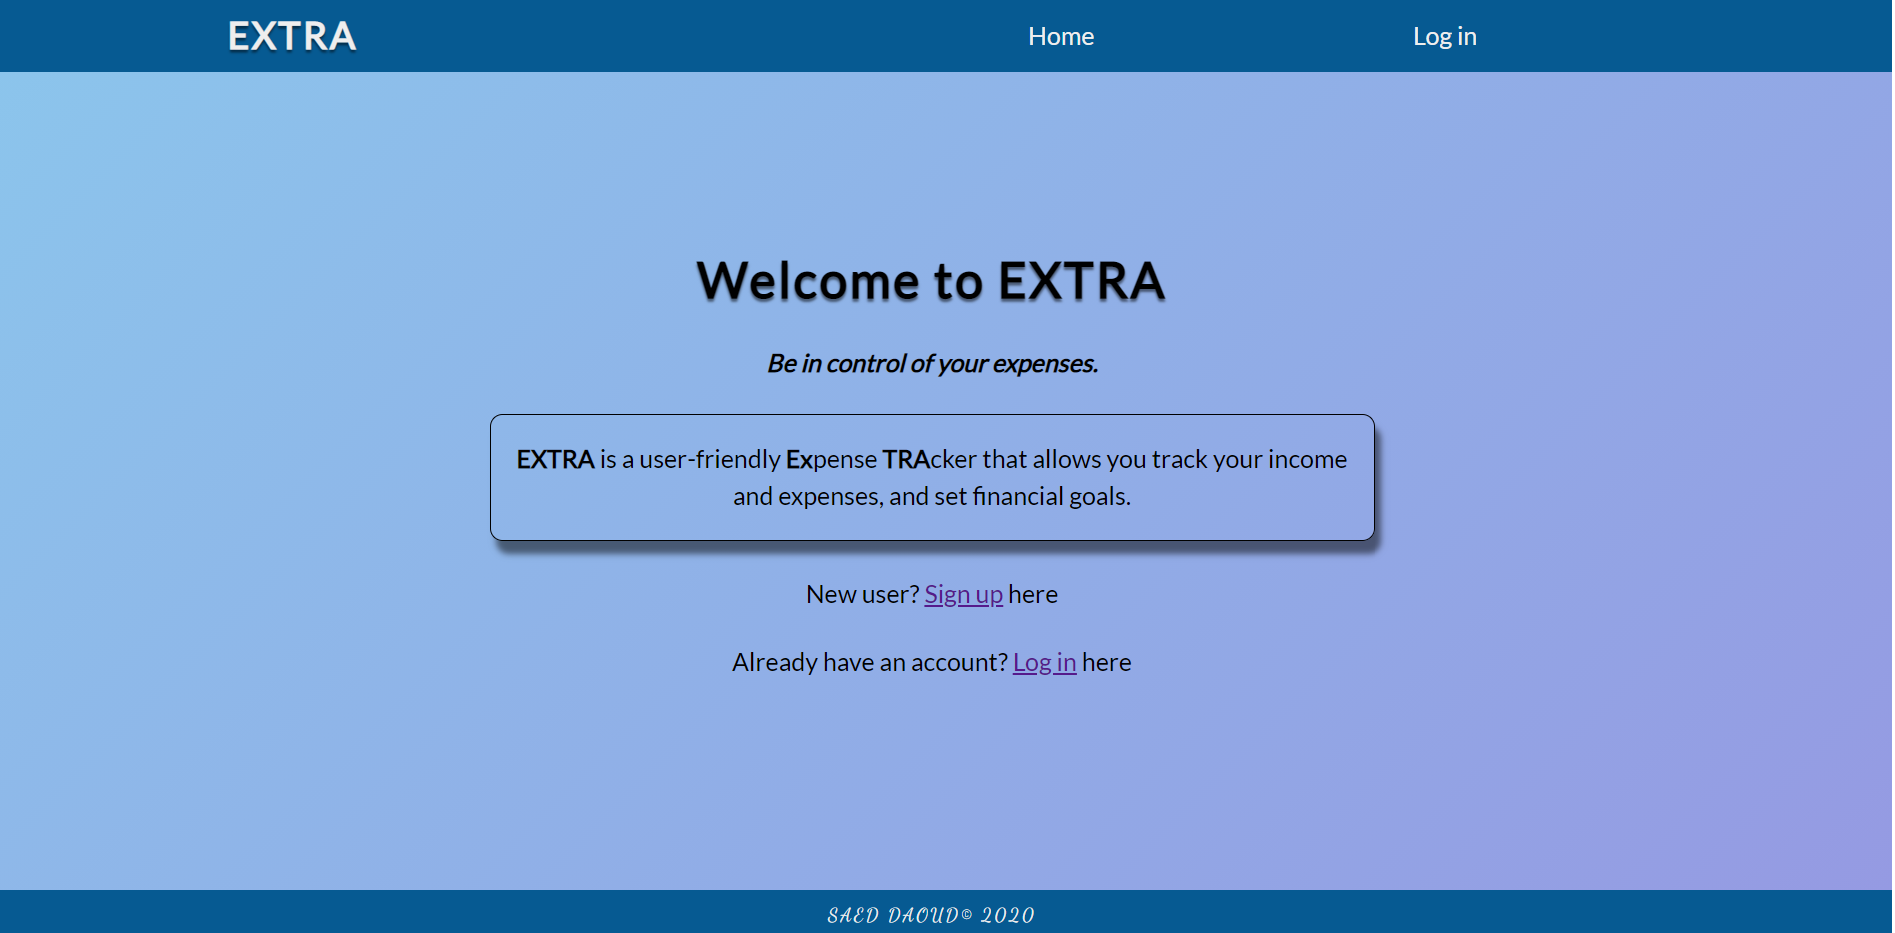 EXTRA Home Log in
Welcome to EXTRA
Be in control of your expenses.
EXTRA is a user-friendly Expense TRAcker that allows you track your income
and expenses, and set financial goals.
New user? Sign up here
Already have an account? Log in here
SAED DAOUD© 2020